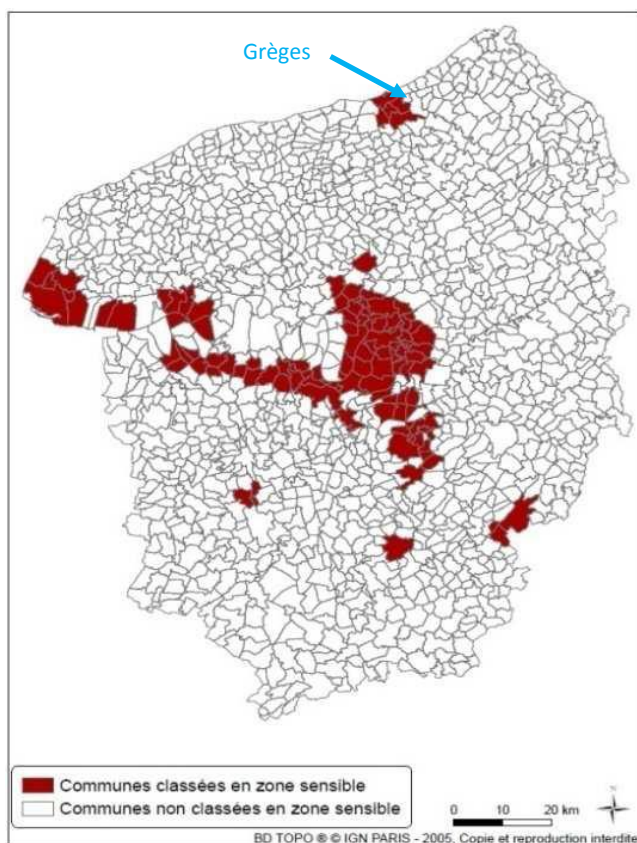 Grèges
Communes classées en zone sensible
Communes non classées en zone sensible
0 10 20 km
BD TOPO ® © IGN PARIS - 2005. Copie et reproduction interdite